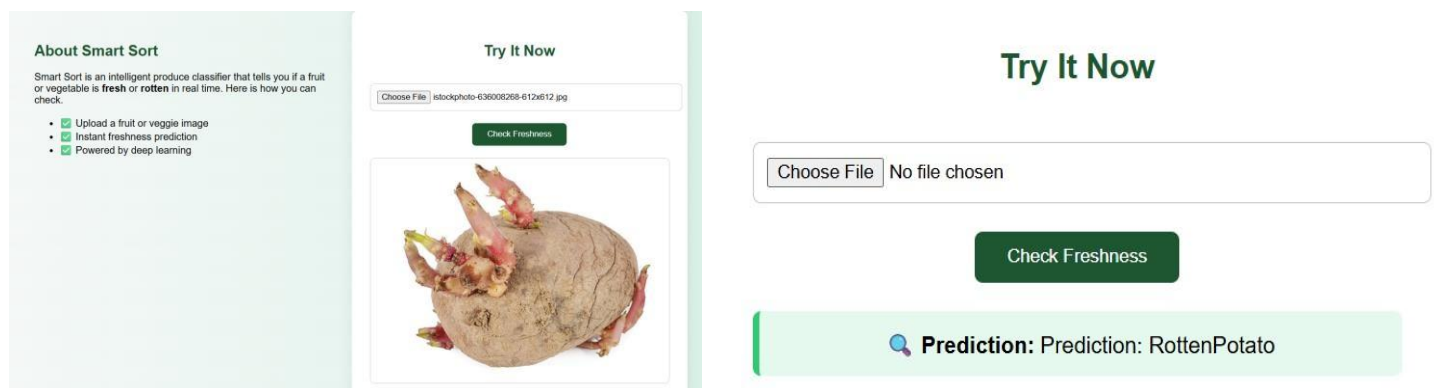 About Smart Sort
Smart Sort is an intelligent produce classifier that tells you if a fruit
or vegetable is fresh or rotten in real time. Here is how you can
check.
• ✅ Upload a fruit or veggie image
• ✅ Instant freshness prediction
• ✅ Powered by deep learning
Try It Now
Choose File istockphoto-636008268-612x612.jpg
Check Freshness
Try It Now
Choose File No file chosen
Check Freshness
🔍 Prediction: Prediction: RottenPotato